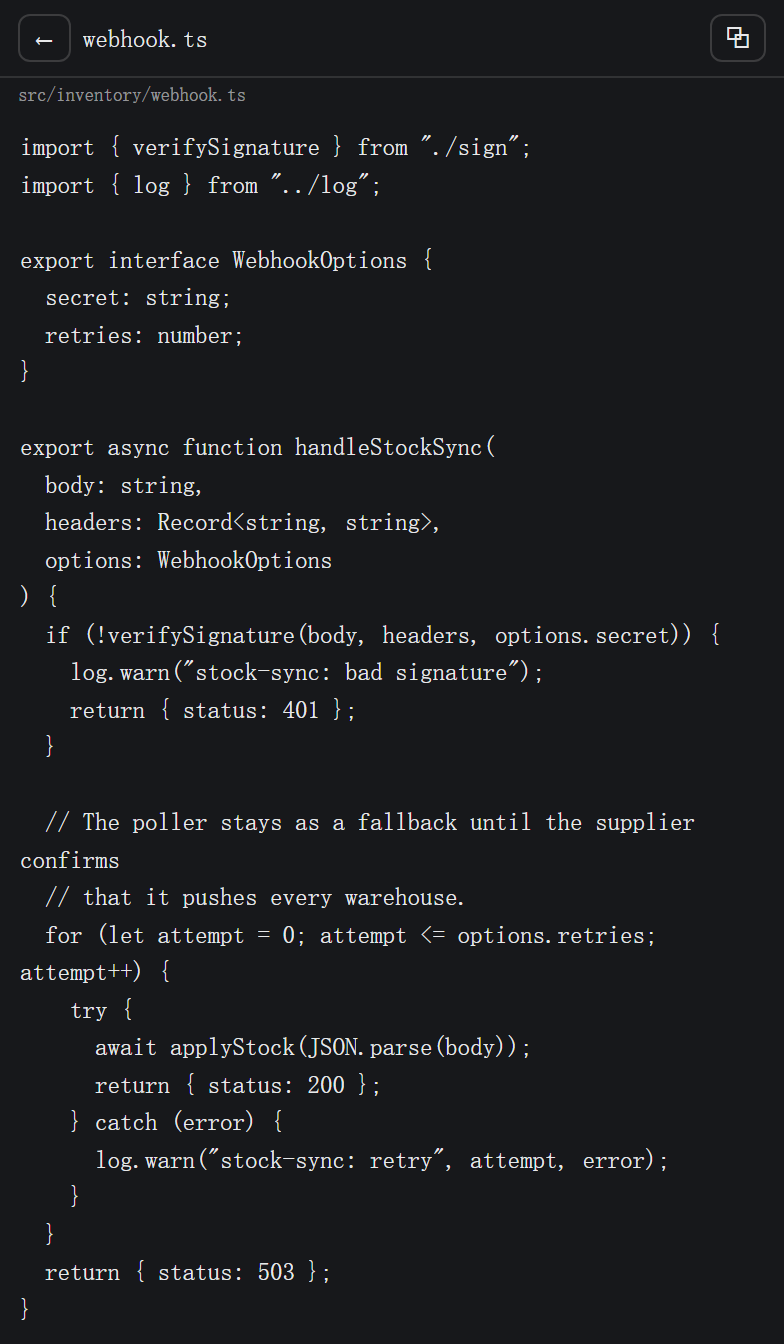 ← webhook.ts
src/inventory/webhook.ts
import { verifySignature } from "./sign";
import { log } from "../log";

export interface WebhookOptions {
  secret: string;
  retries: number;
}

export async function handleStockSync(
  body: string,
  headers: Record<string, string>,
  options: WebhookOptions
) {
  if (!verifySignature(body, headers, options.secret)) {
    log.warn("stock-sync: bad signature");
    return { status: 401 };
  }

  // The poller stays as a fallback until the supplier
confirms
  // that it pushes every warehouse.
  for (let attempt = 0; attempt <= options.retries;
attempt++) {
    try {
      await applyStock(JSON.parse(body));
      return { status: 200 };
    } catch (error) {
      log.warn("stock-sync: retry", attempt, error);
    }
  }
  return { status: 503 };
}